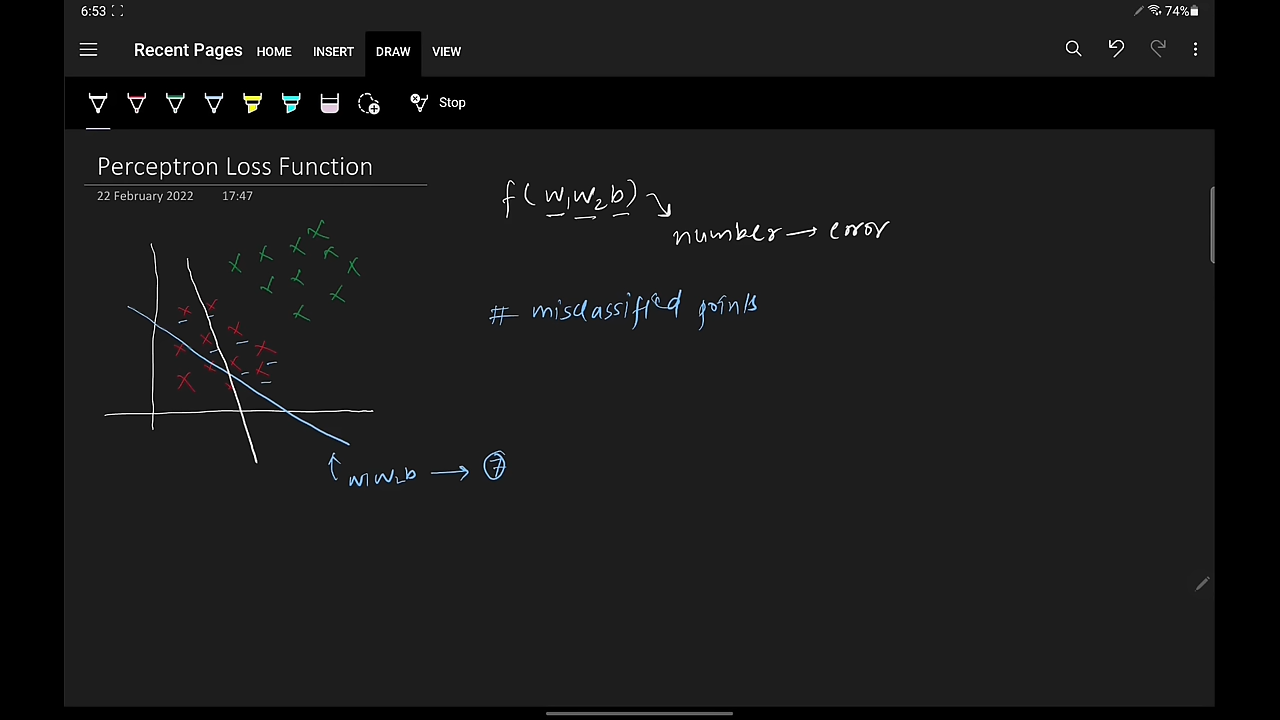 6:53 74%
Recent Pages HOME INSERT DRAW VIEW
Stop
Perceptron Loss Function
22 February 2022 17:47
f(w₁w₂b)
number → error
# misclassified points
w1w2b → 7